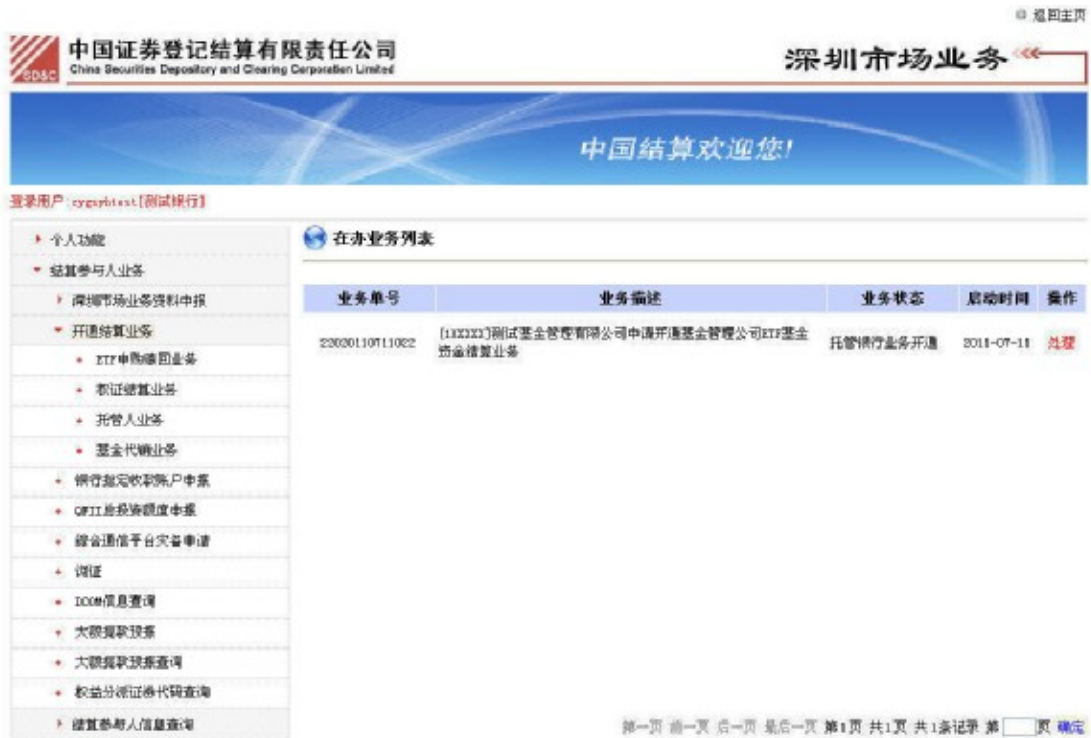 返回主页
中国证券登记结算有限责任公司
China Securities Depository and Clearing Corporation Limited
SD&C
深圳市场业务
中国结算欢迎您!
登录用户:[测试银行]
个人功能
结算参与人业务
深圳市场业务资料申报
开通结算业务
ETF申购赎回业务
权证结算业务
托管人业务
基金代销业务
银行指定收款账户申报
QFII总投资额度申报
综合通信平台灾备申请
调证
DCOM信息查询
大额提款预报
大额提款预报查询
权益分派证券代码查询
结算参与人信息查询
在办业务列表
业务单号 业务描述 业务状态 启动时间 操作
22020110711022 [1XXXXX]测试基金管理有限公司申请开通基金管理公司ETF基金 托管银行业务开通 处理
资金结算业务
第一页 前一页 后一页 最后一页 第1页 共1页 共1条记录 第 页 确定